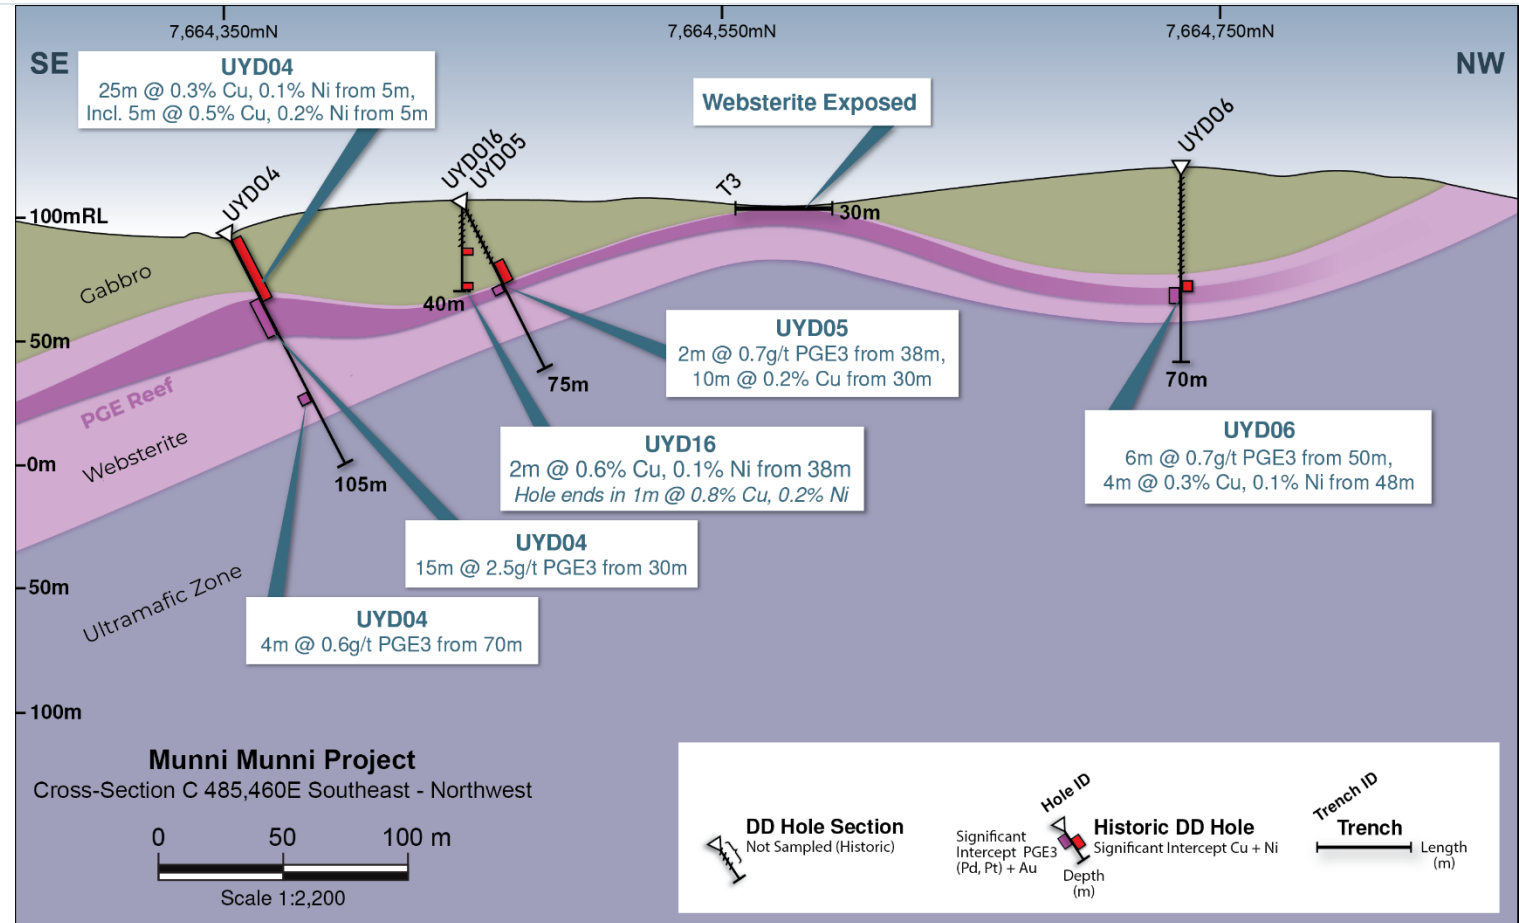 7,664,350mN
7,664,550mN
7,664,750mN
SE
NW
UYD04
25m @ 0.3% Cu, 0.1% Ni from 5m,
Incl. 5m @ 0.5% Cu, 0.2% Ni from 5m
Websterite Exposed
UYDO4
UYDO16
UYDO5
T3
UYDO6
100mRL
30m
Gabbro
40m
50m
UYD05
2m @ 0.7g/t PGE3 from 38m,
10m @ 0.2% Cu from 30m
75m
70m
PGE Reef
Websterite
0m
105m
UYD16
2m @ 0.6% Cu, 0.1% Ni from 38m
Hole ends in 1m @ 0.8% Cu, 0.2% Ni
UYD06
6m @ 0.7g/t PGE3 from 50m,
4m @ 0.3% Cu, 0.1% Ni from 48m
UYD04
15m @ 2.5g/t PGE3 from 30m
50m
Ultramafic Zone
UYD04
4m @ 0.6g/t PGE3 from 70m
100m
Munni Munni Project
Cross-Section C 485,460E Southeast - Northwest
0 50 100 m
Scale 1:2,200
DD Hole Section
Not Sampled (Historic)
Hole ID
Significant
Intercept PGE3
(Pd, Pt) + Au
Historic DD Hole
Significant Intercept Cu + Ni
Depth
(m)
Trench ID
Trench
Length
(m)